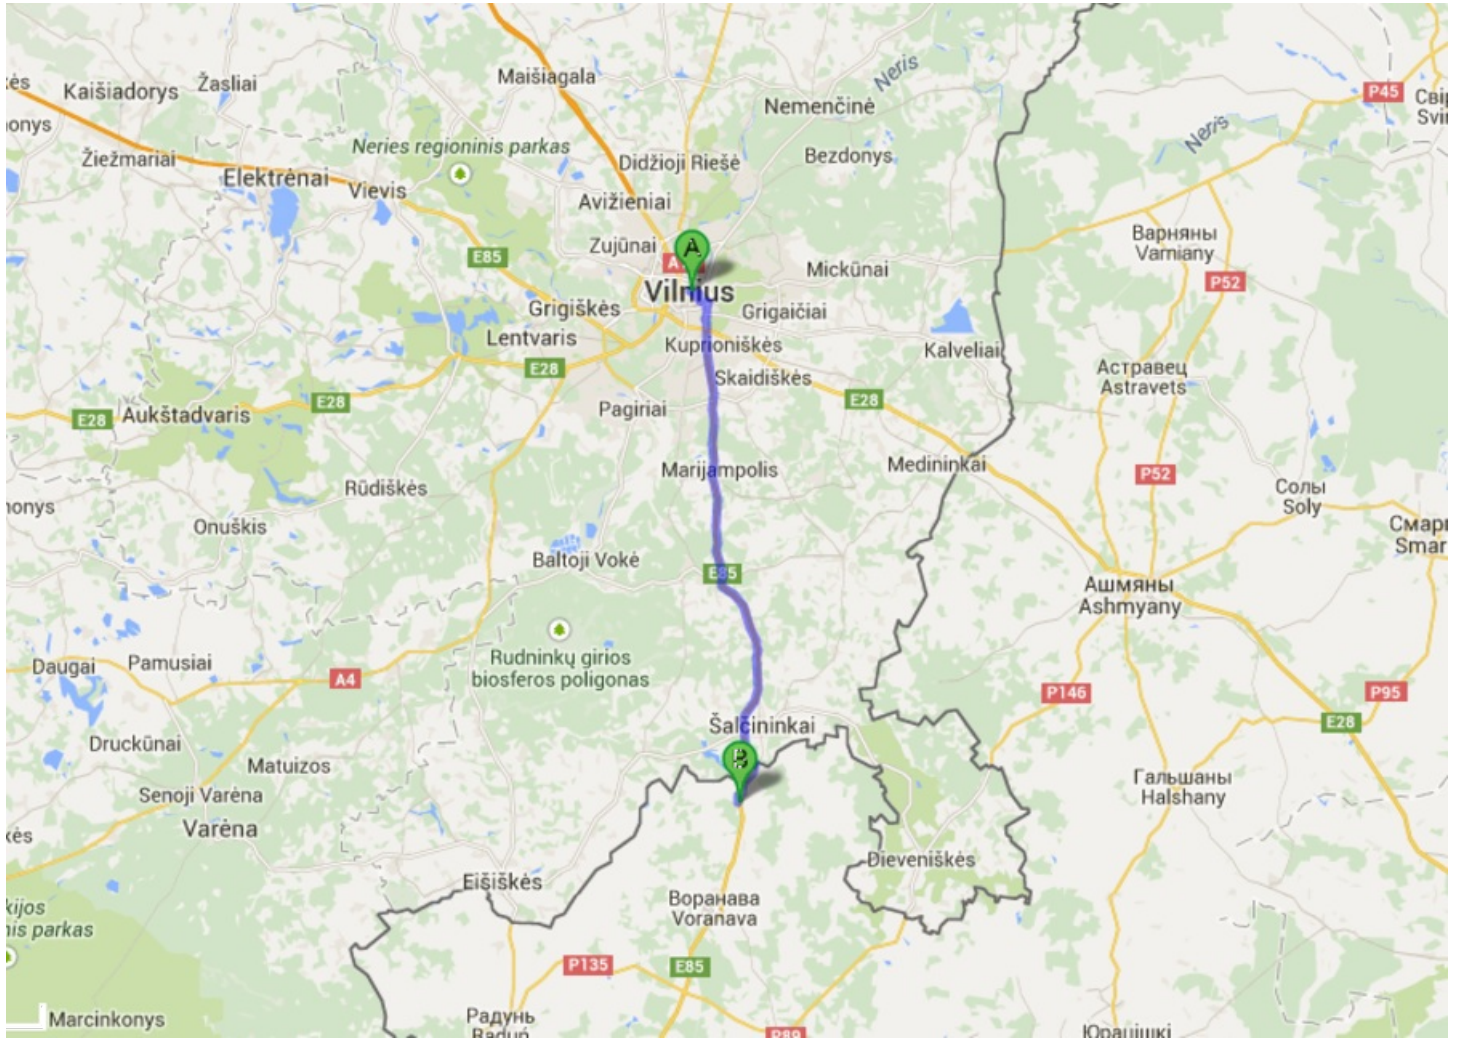 Kaišiadorys
Žasliai
Maišiagala
Neris
Nemenčinė
P45
Žiežmariai
Neries regioninis parkas
Didžioji Riešė
Bezdonys
Neris
Elektrėnai
Vievis
Avižieniai
Zujūnai
A
E85
Mickūnai
Варняны
Varniany
P52
Vilnius
Grigiškės
Grigaičiai
Lentvaris
Kuprioniškės
Kalveliai
E28
Skaidiškės
Астравец
Astravets
E28
E28
Aukštadvaris
E28
Pagiriai
Marijampolis
Medininkai
P52
Rūdiškės
Солы
Soly
Onuškis
Baltoji Vokė
E85
Ашмяны
Ashmyany
Rudninkų girios
biosferos poligonas
Daugai
Pamusiai
A4
P146
P95
E28
Šalčininkai
Druckūnai
B
Matuizos
Гальшаны
Halshany
Senoji Varėna
Varėna
Dieveniškės
Eišiškės
Воранава
Voranava
P135
E85
Marcinkonys
Радунь
Raduń
P89
Юрацішкі